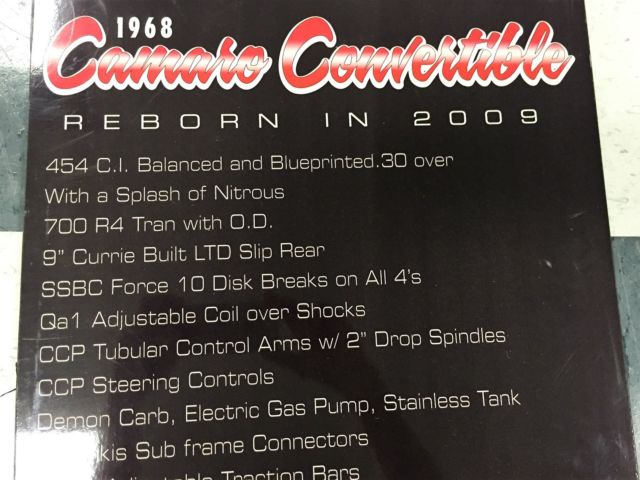 1968
Camaro Convertible
REBORN IN 2009
454 C.I. Balanced and Blueprinted.30 over
With a Splash of Nitrous
700 R4 Tran with O.D.
9" Currie Built LTD Slip Rear
SSBC Force 10 Disk Breaks on All 4's
Qa1 Adjustable Coil over Shocks
CCP Tubular Control Arms w/ 2" Drop Spindles
CCP Steering Controls
Demon Carb, Electric Gas Pump, Stainless Tank
Sub frame Connectors
Adjustable Traction Bars